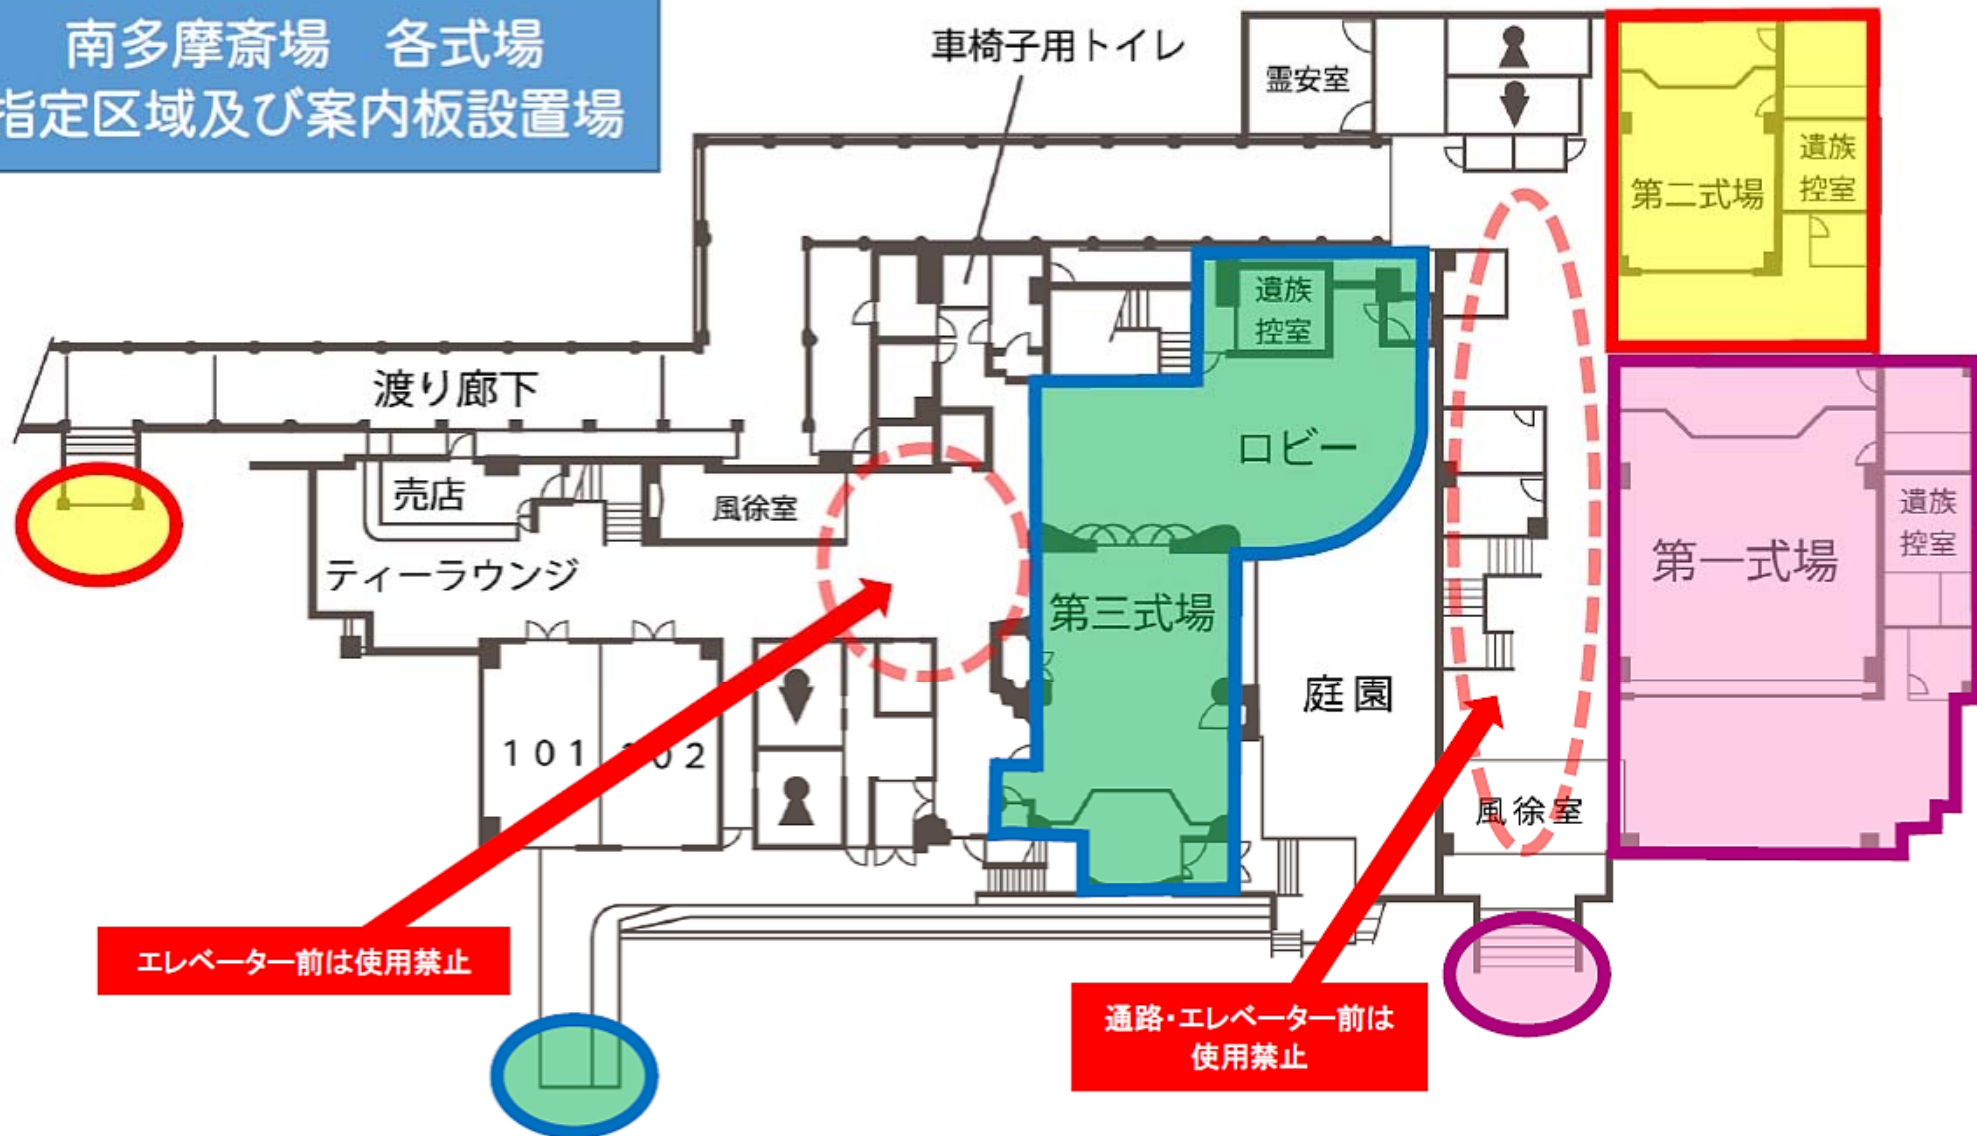 南多摩斎場 各式場
指定区域及び案内板設置場
車椅子用トイレ
霊安室
遺族
控室
第二式場
遺族
控室
渡り廊下
ロビー
売店
風徐室
遺族
控室
第一式場
ティーラウンジ
第三式場
庭園
101
風徐室
エレベーター前は使用禁止
通路・エレベーター前は
使用禁止